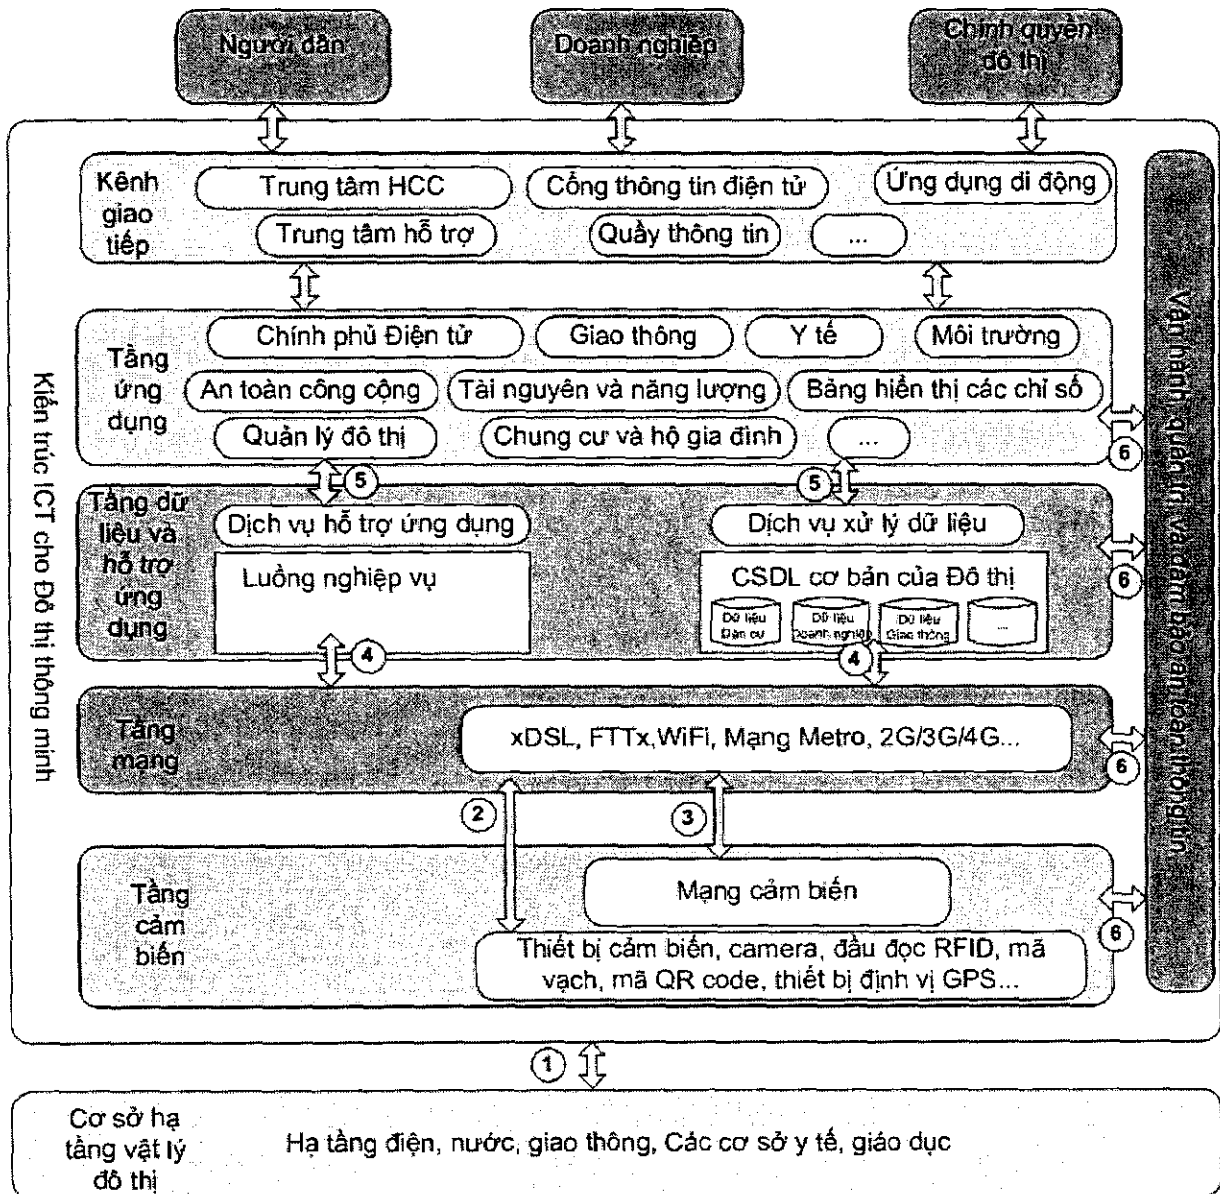 Người dân
Doanh nghiệp
Chính quyền
đô thị
Kiến trúc ICT cho Đô thị thông minh
Vận hành, quản trị và đảm bảo an toàn thông tin
Kênh
giao
tiếp
Trung tâm HCC
Cổng thông tin điện tử
Ứng dụng di động
Trung tâm hỗ trợ
Quầy thông tin
...
Tầng
ứng
dụng
Chính phủ Điện tử
Giao thông
Y tế
Môi trường
An toàn công cộng
Tài nguyên và năng lượng
Bảng hiển thị các chỉ số
Quản lý đô thị
Chung cư và hộ gia đình
...
6
5
5
Tầng dữ
liệu và
hỗ trợ
ứng
dụng
Dịch vụ hỗ trợ ứng dụng
Dịch vụ xử lý dữ liệu
Luồng nghiệp vụ
CSDL cơ bản của Đô thị
Dữ liệu
Dân cư
Dữ liệu
Doanh nghiệp
Dữ liệu
Giao thông
...
6
4
4
Tầng
mạng
xDSL, FTTx,WiFi, Mạng Metro, 2G/3G/4G...
6
2
3
Tầng
cảm
biến
Mạng cảm biến
Thiết bị cảm biến, camera, đầu đọc RFID, mã
vạch, mã QR code, thiết bị định vị GPS...
6
1
Cơ sở hạ
tầng vật lý
đô thị
Hạ tầng điện, nước, giao thông, Các cơ sở y tế, giáo dục